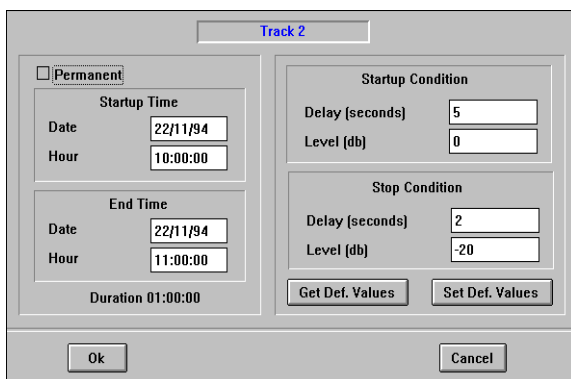 Track 2
Permanent
Startup Time
Date 22/11/94
Hour 10:00:00
End Time
Date 22/11/94
Hour 11:00:00
Duration 01:00:00
Startup Condition
Delay (seconds) 5
Level (db) 0
Stop Condition
Delay (seconds) 2
Level (db) -20
Get Def. Values Set Def. Values
Ok Cancel